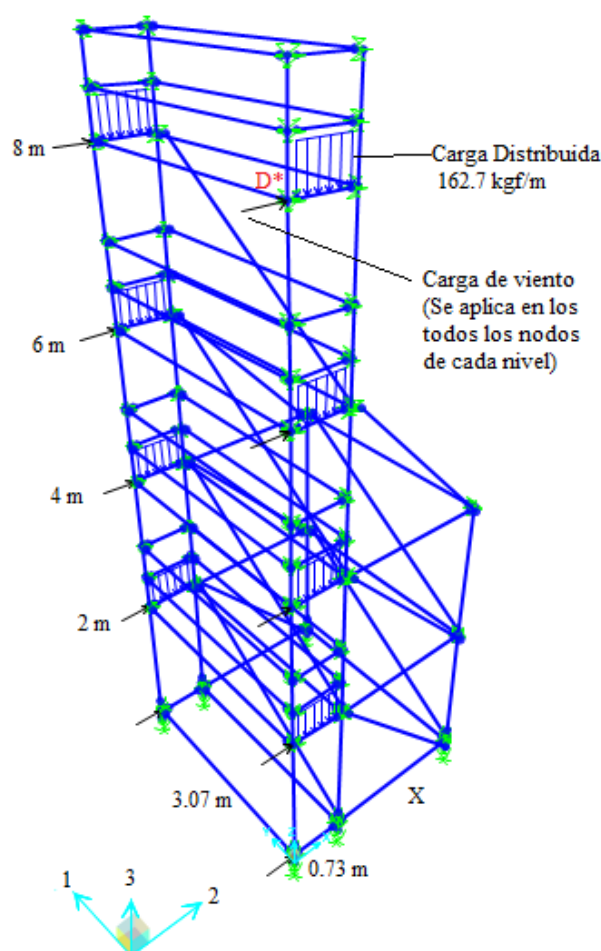 8 m
D*
Carga Distribuida
162.7 kgf/m
Carga de viento
(Se aplica en los
todos los nodos
de cada nivel)
6 m
4 m
2 m
3.07 m
X
0.73 m
1
3
2